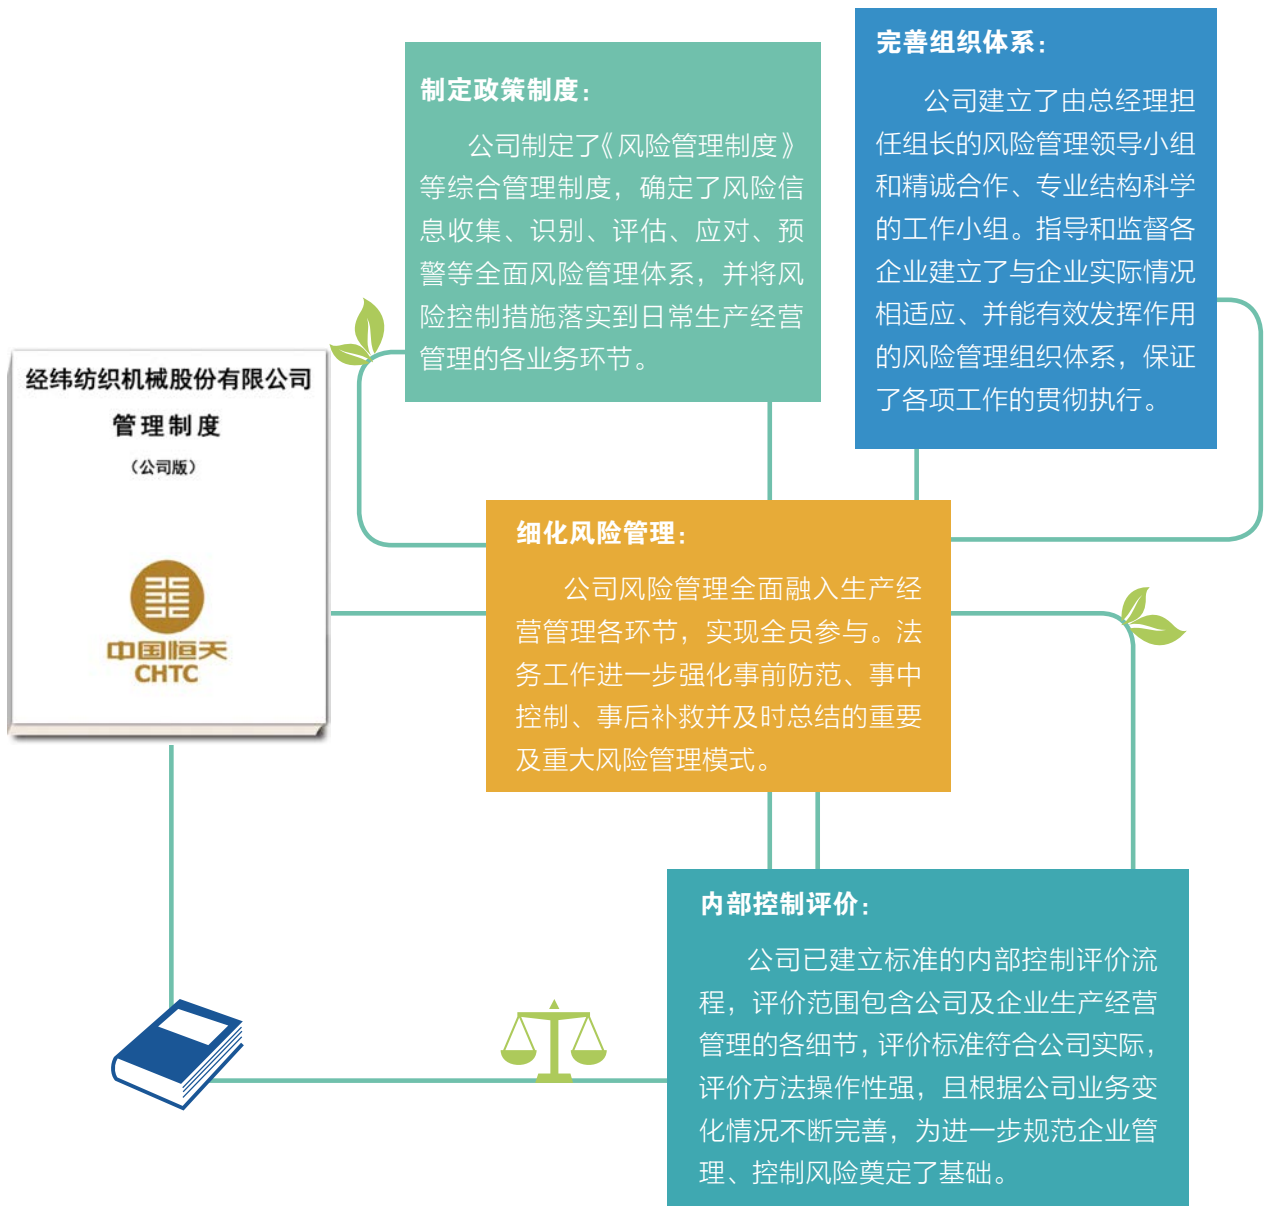 制定政策制度：
公司制定了《风险管理制度》
等综合管理制度，确定了风险信
息收集、识别、评估、应对、预
警等全面风险管理体系，并将风
险控制措施落实到日常生产经营
管理的各业务环节。
完善组织体系：
公司建立了由总经理担
任组长的风险管理领导小组
和精诚合作、专业结构科学
的工作小组。指导和监督各
企业建立了与企业实际情况
相适应、并能有效发挥作用
的风险管理组织体系，保证
了各项工作的贯彻执行。
经纬纺织机械股份有限公司
管理制度
（公司版）
中国恒天
CHTC
细化风险管理：
公司风险管理全面融入生产经
营管理各环节，实现全员参与。法
务工作进一步强化事前防范、事中
控制、事后补救并及时总结的重要
及重大风险管理模式。
内部控制评价：
公司已建立标准的内部控制评价流
程，评价范围包含公司及企业生产经营
管理的各细节，评价标准符合公司实际，
评价方法操作性强，且根据公司业务变
化情况不断完善，为进一步规范企业管
理、控制风险奠定了基础。